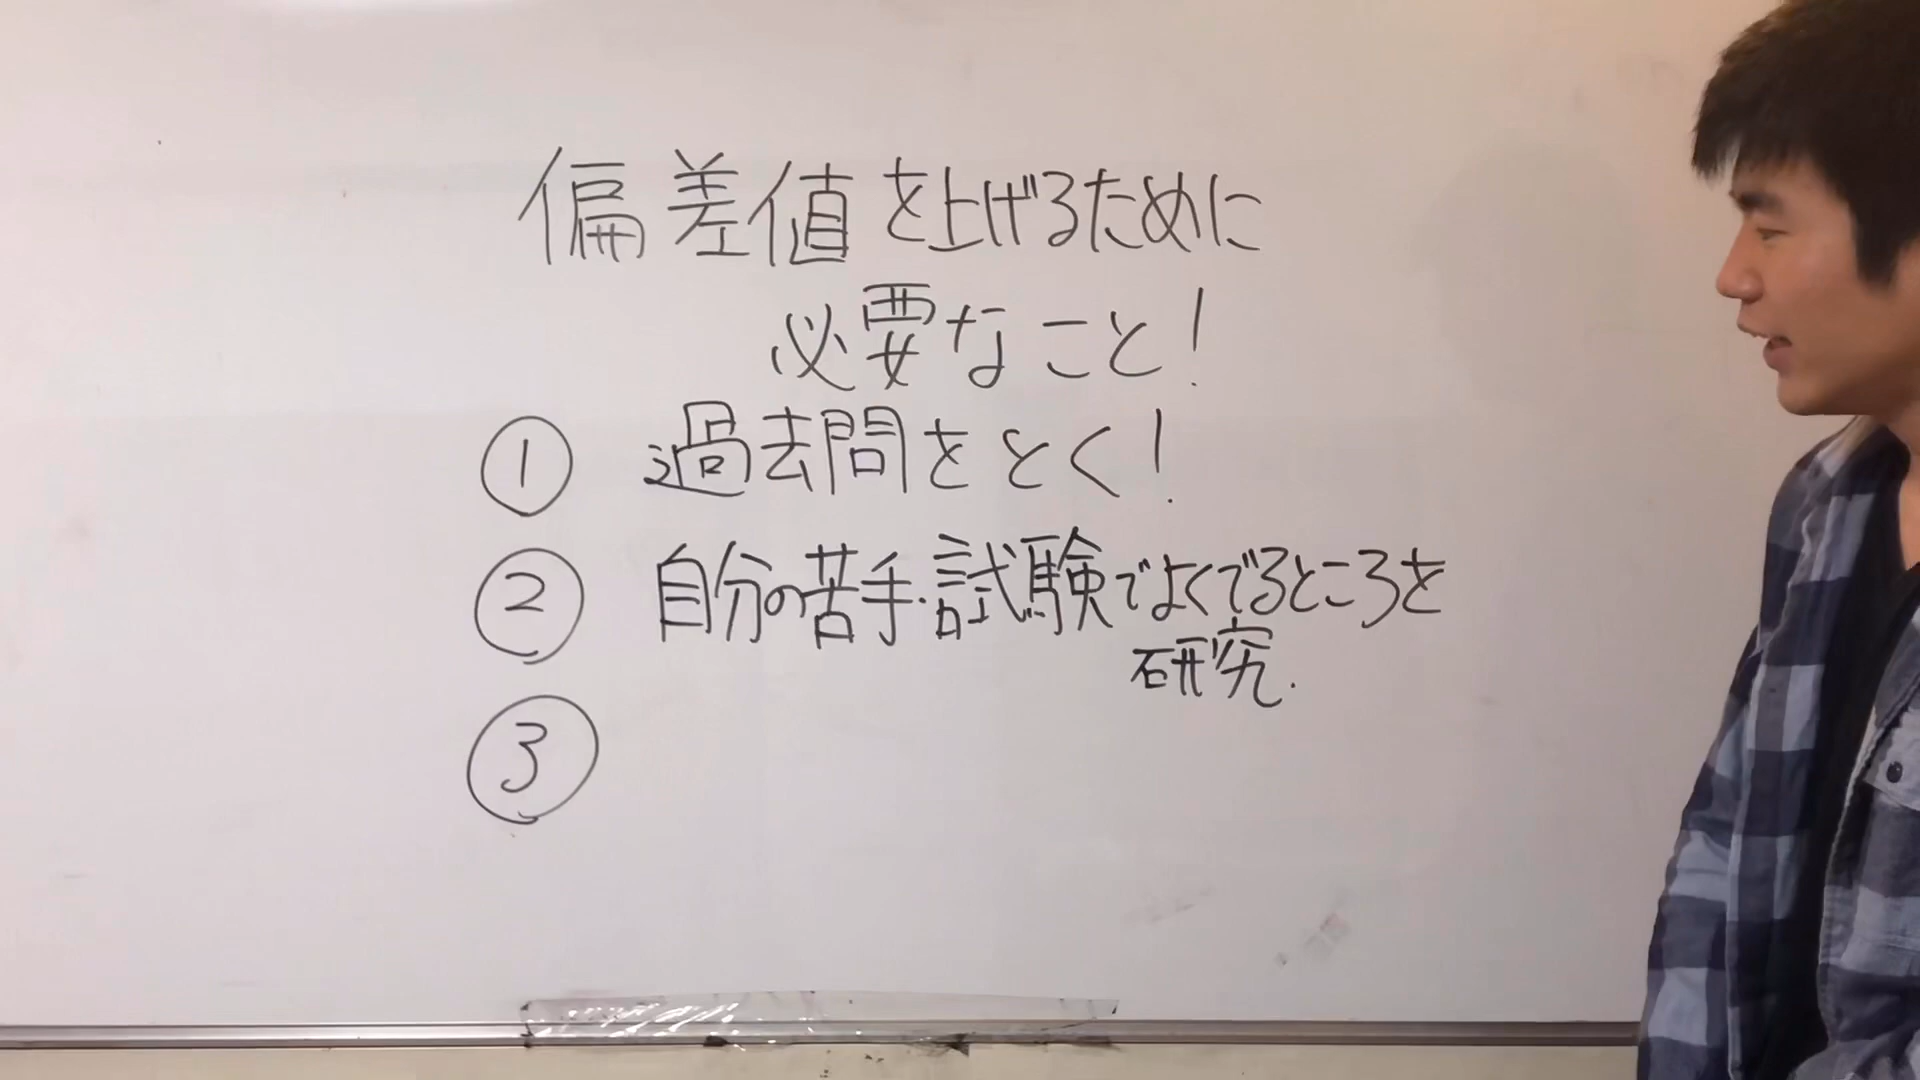 偏差値を上げるために
必要なこと!
① 過去問をとく!
② 自分の苦手・試験でよくでるところを
研究.
③